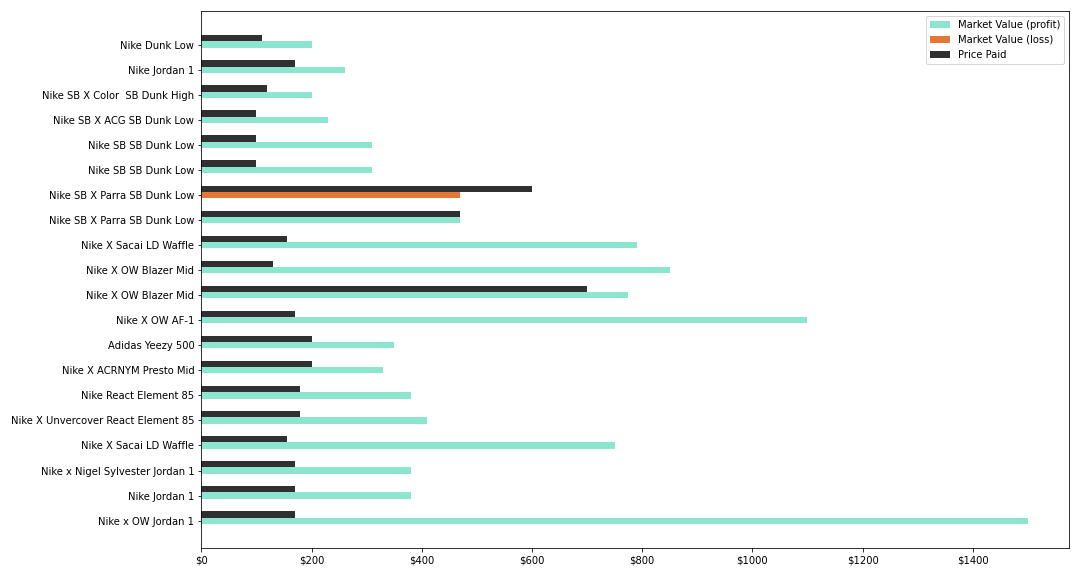 Market Value (profit)
Market Value (loss)
Price Paid
Nike Dunk Low
Nike Jordan 1
Nike SB X Color  SB Dunk High
Nike SB X ACG SB Dunk Low
Nike SB SB Dunk Low
Nike SB SB Dunk Low
Nike SB X Parra SB Dunk Low
Nike SB X Parra SB Dunk Low
Nike X Sacai LD Waffle
Nike X OW Blazer Mid
Nike X OW Blazer Mid
Nike X OW AF-1
Adidas Yeezy 500
Nike X ACRNYM Presto Mid
Nike React Element 85
Nike X Unvercover React Element 85
Nike X Sacai LD Waffle
Nike x Nigel Sylvester Jordan 1
Nike Jordan 1
Nike x OW Jordan 1
$0 $200 $400 $600 $800 $1000 $1200 $1400